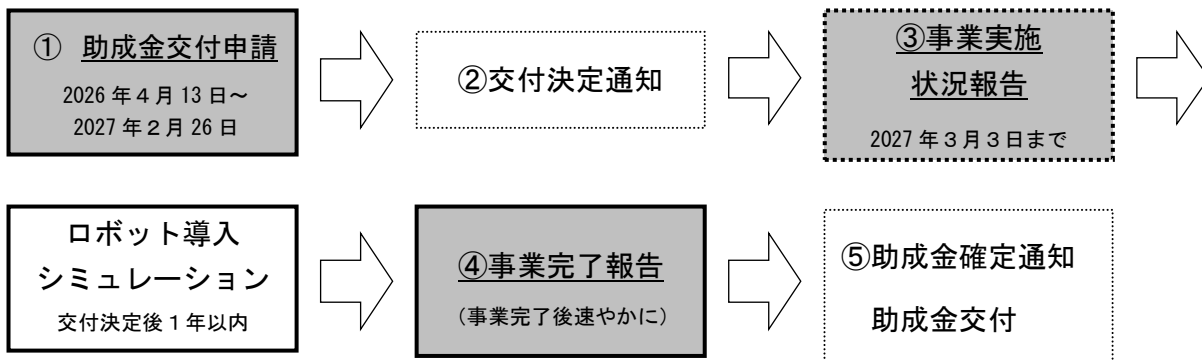 ① 助成金交付申請
2026年4月13日～
2027年2月26日
②交付決定通知
③事業実施
状況報告
2027年3月3日まで
ロボット導入
シミュレーション
交付決定後1年以内
④事業完了報告
(事業完了後速やかに)
⑤助成金確定通知
助成金交付